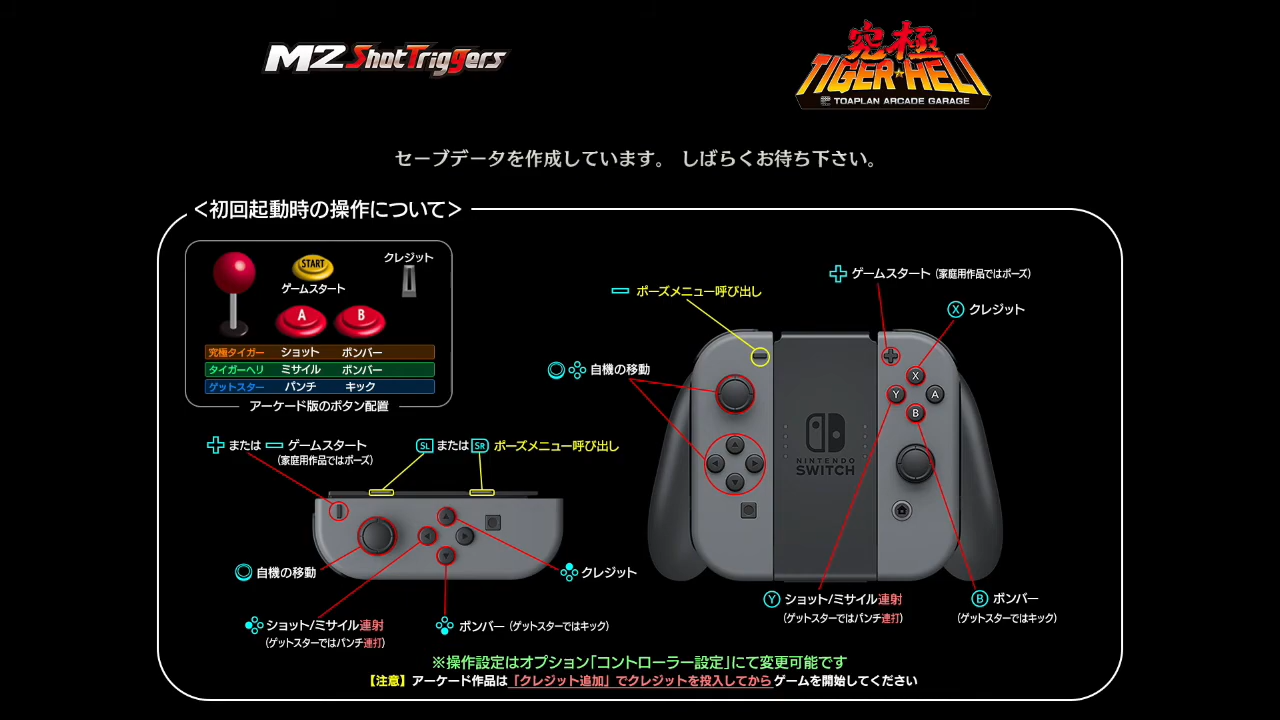 M2 ShotTriggers
究極
TIGER★HELI
TOAPLAN ARCADE GARAGE
セーブデータを作成しています。 しばらくお待ち下さい。
<初回起動時の操作について>
START
ゲームスタート
クレジット
A
B
究極タイガー ショット ボンバー
タイガーヘリ ミサイル ボンバー
ゲットスター パンチ キック
アーケード版のボタン配置
ポーズメニュー呼び出し
ゲームスタート (家庭用作品ではポーズ)
X クレジット
自機の移動
X
Y
A
B
NINTENDO
SWITCH
または ゲームスタート
(家庭用作品ではポーズ)
SL または SR ポーズメニュー呼び出し
自機の移動
クレジット
ショット/ミサイル連射
(ゲットスターではパンチ連打)
ボンバー (ゲットスターではキック)
Y ショット/ミサイル連射
(ゲットスターではパンチ連打)
B ボンバー
(ゲットスターではキック)
※操作設定はオプション「コントローラー設定」にて変更可能です
【注意】アーケード作品は「クレジット追加」でクレジットを投入してからゲームを開始してください